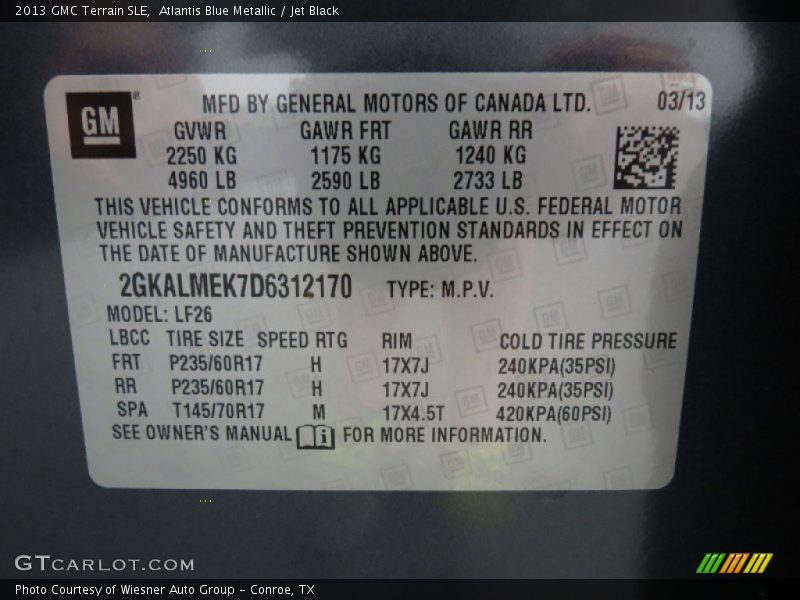 2013 GMC Terrain SLE,  Atlantis Blue Metallic / Jet Black
GM®
MFD BY GENERAL MOTORS OF CANADA LTD. 03/13
GVWR GAWR FRT GAWR RR
2250 KG 1175 KG 1240 KG
4960 LB 2590 LB 2733 LB
THIS VEHICLE CONFORMS TO ALL APPLICABLE U.S. FEDERAL MOTOR
VEHICLE SAFETY AND THEFT PREVENTION STANDARDS IN EFFECT ON
THE DATE OF MANUFACTURE SHOWN ABOVE.
2GKALMEK7D6312170 TYPE: M.P.V.
MODEL: LF26
LBCC TIRE SIZE SPEED RTG RIM COLD TIRE PRESSURE
FRT P235/60R17 H 17X7J 240KPA(35PSI)
RR P235/60R17 H 17X7J 240KPA(35PSI)
SPA T145/70R17 M 17X4.5T 420KPA(60PSI)
SEE OWNER'S MANUAL i FOR MORE INFORMATION.
GTCARLOT.COM
Photo Courtesy of Wiesner Auto Group - Conroe, TX